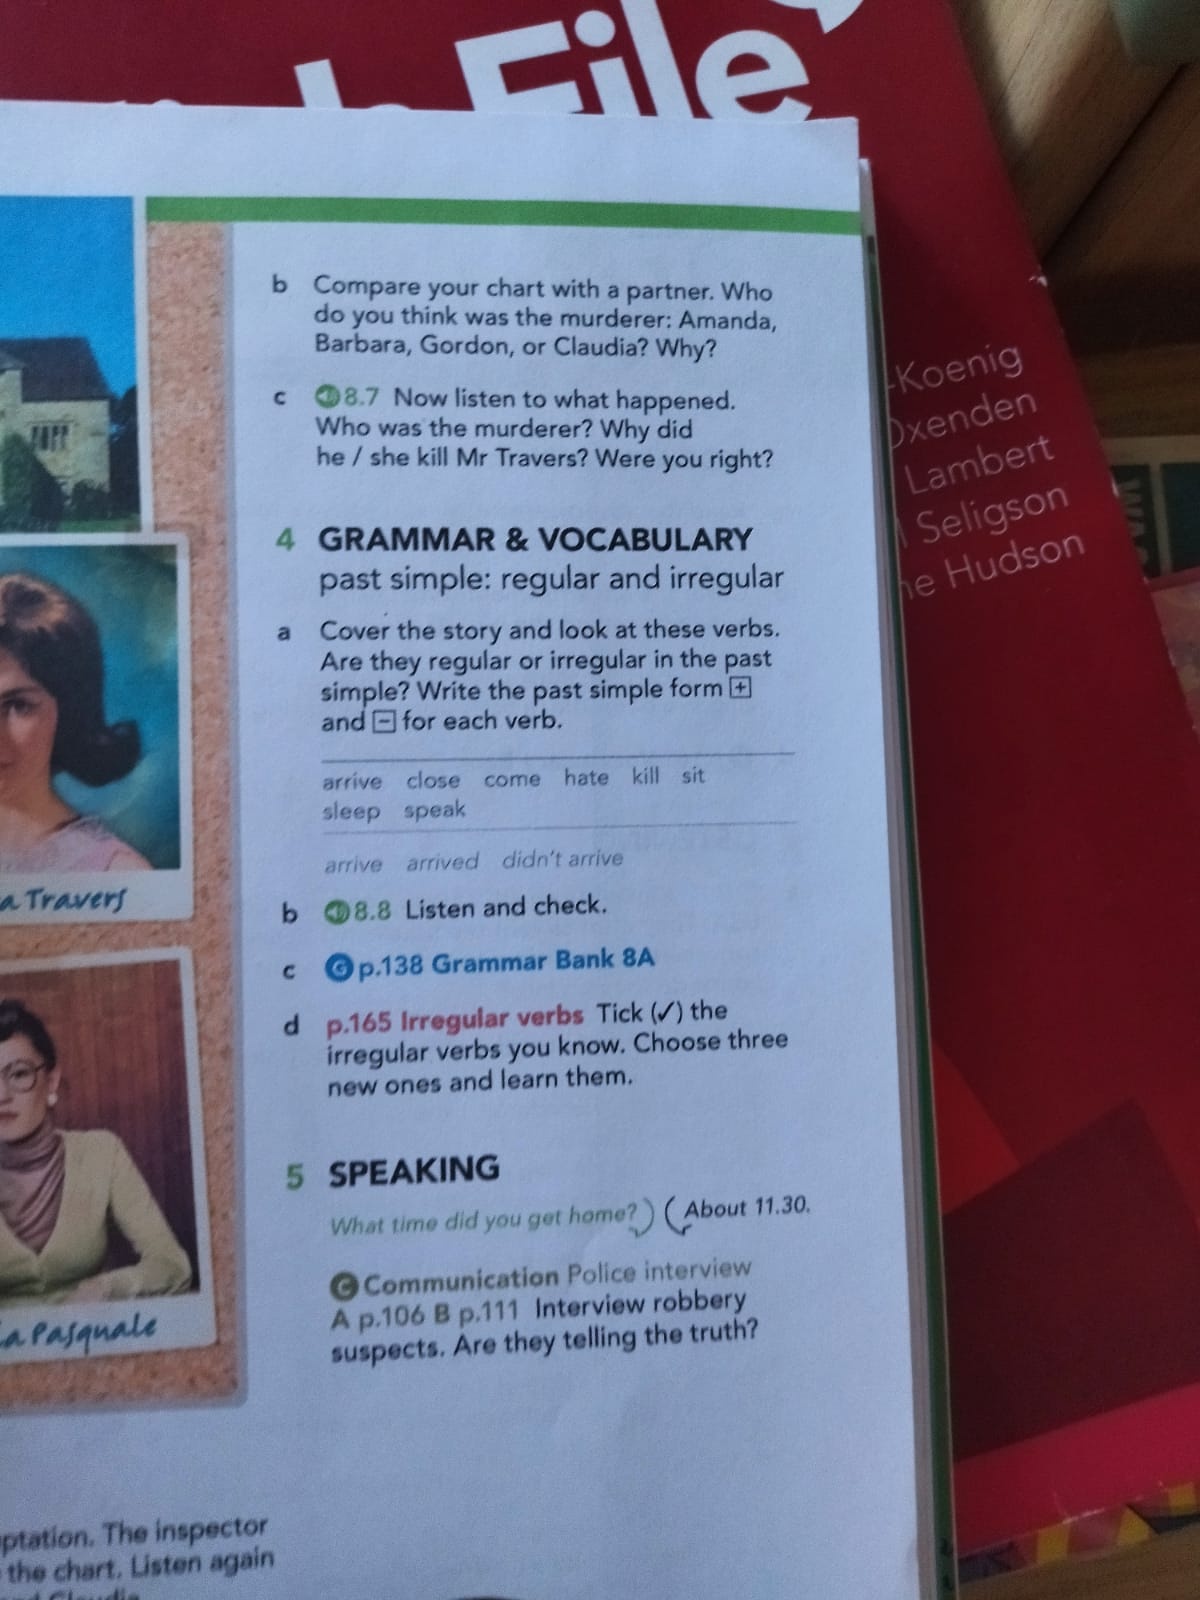 File
b Compare your chart with a partner. Who
do you think was the murderer: Amanda,
Barbara, Gordon, or Claudia? Why?
c 8.7 Now listen to what happened.
Who was the murderer? Why did
he / she kill Mr Travers? Were you right?
4 GRAMMAR & VOCABULARY
past simple: regular and irregular
a Cover the story and look at these verbs.
Are they regular or irregular in the past
simple? Write the past simple form +
and – for each verb.
arrive close come hate kill sit
sleep speak
arrive arrived didn't arrive
b 8.8 Listen and check.
c G p.138 Grammar Bank 8A
d p.165 Irregular verbs Tick (✓) the
irregular verbs you know. Choose three
new ones and learn them.
5 SPEAKING
What time did you get home? About 11.30.
C Communication Police interview
A p.106 B p.111 Interview robbery
suspects. Are they telling the truth?
a Travers
a Pasquale
ptation. The inspector
the chart. Listen again
-Koenig
Oxenden
Lambert
Seligson
Hudson